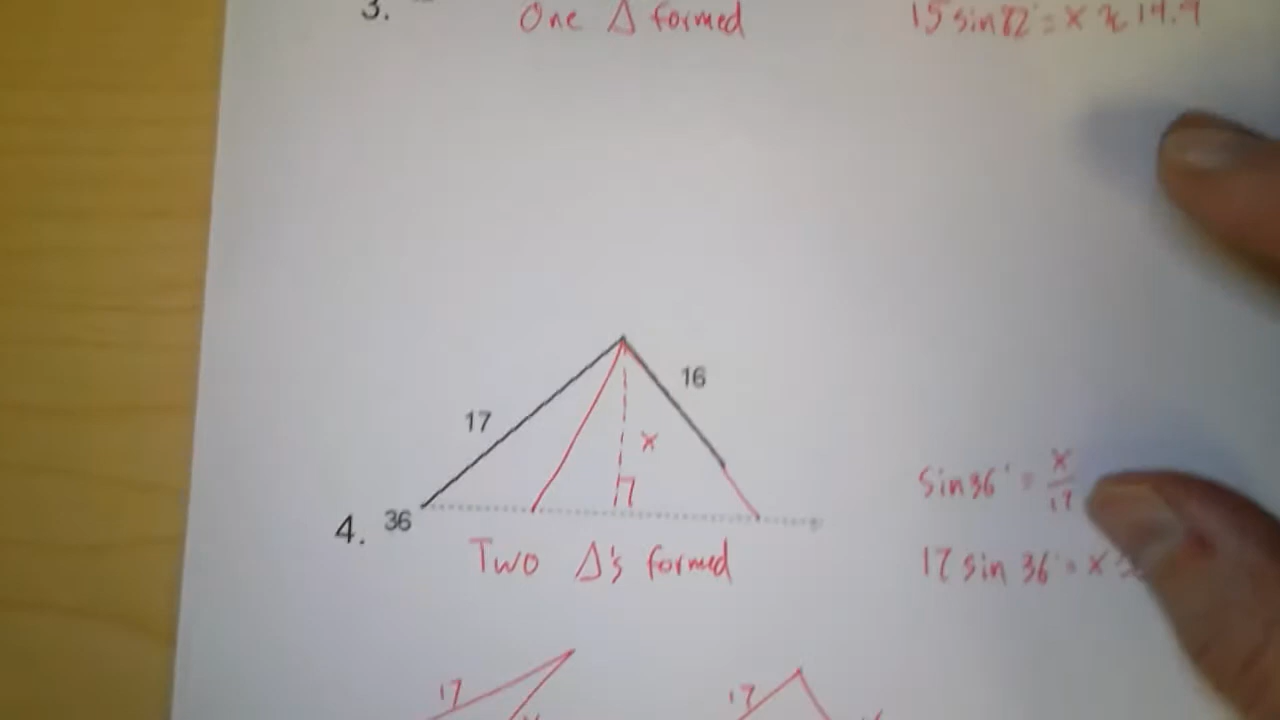 3. One Δ formed 15 sin 82° = x ≈ 14.9
16
17
x
sin 36° = x/17
4. 36
Two Δ's formed 17 sin 36° = x
17 17